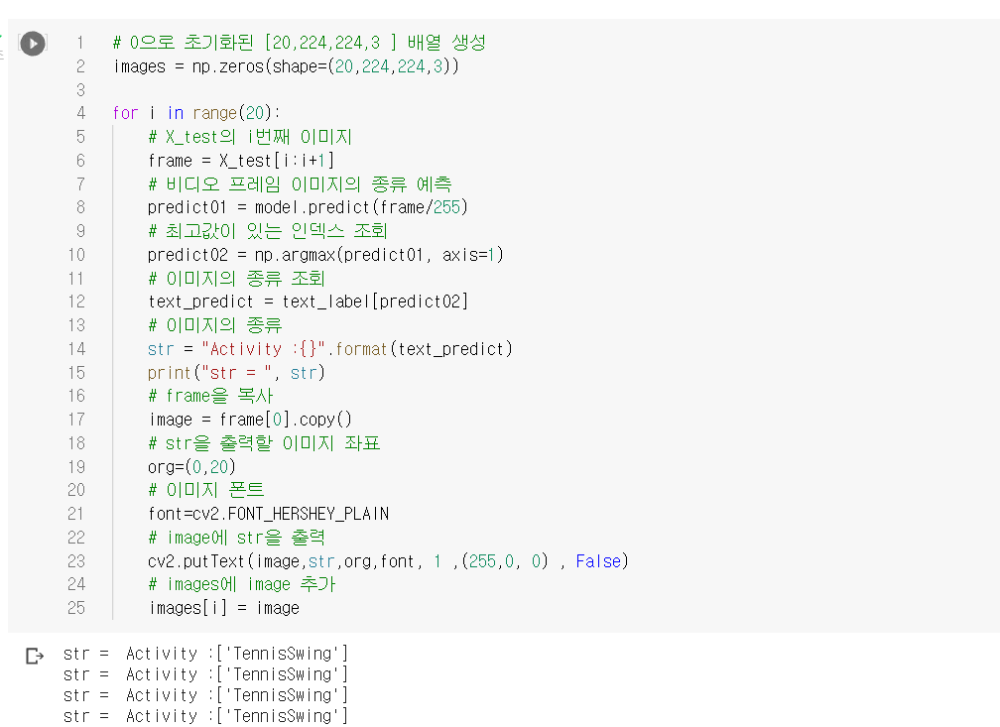 1 # 0으로 초기화된 [20,224,224,3 ] 배열 생성
2 images = np.zeros(shape=(20,224,224,3))
3
4 for i in range(20):
5 # X_test의 i번째 이미지
6 frame = X_test[i:i+1]
7 # 비디오 프레임 이미지의 종류 예측
8 predict01 = model.predict(frame/255)
9 # 최고값이 있는 인덱스 조회
10 predict02 = np.argmax(predict01, axis=1)
11 # 이미지의 종류 조회
12 text_predict = text_label[predict02]
13 # 이미지의 종류
14 str = "Activity :{}".format(text_predict)
15 print("str = ", str)
16 # frame을 복사
17 image = frame[0].copy()
18 # str을 출력할 이미지 좌표
19 org=(0,20)
20 # 이미지 폰트
21 font=cv2.FONT_HERSHEY_PLAIN
22 # image에 str을 출력
23 cv2.putText(image,str,org,font, 1 ,(255,0, 0) , False)
24 # images에 image 추가
25 images[i] = image
str =  Activity :['TennisSwing']
str =  Activity :['TennisSwing']
str =  Activity :['TennisSwing']
str =  Activity :['TennisSwing']